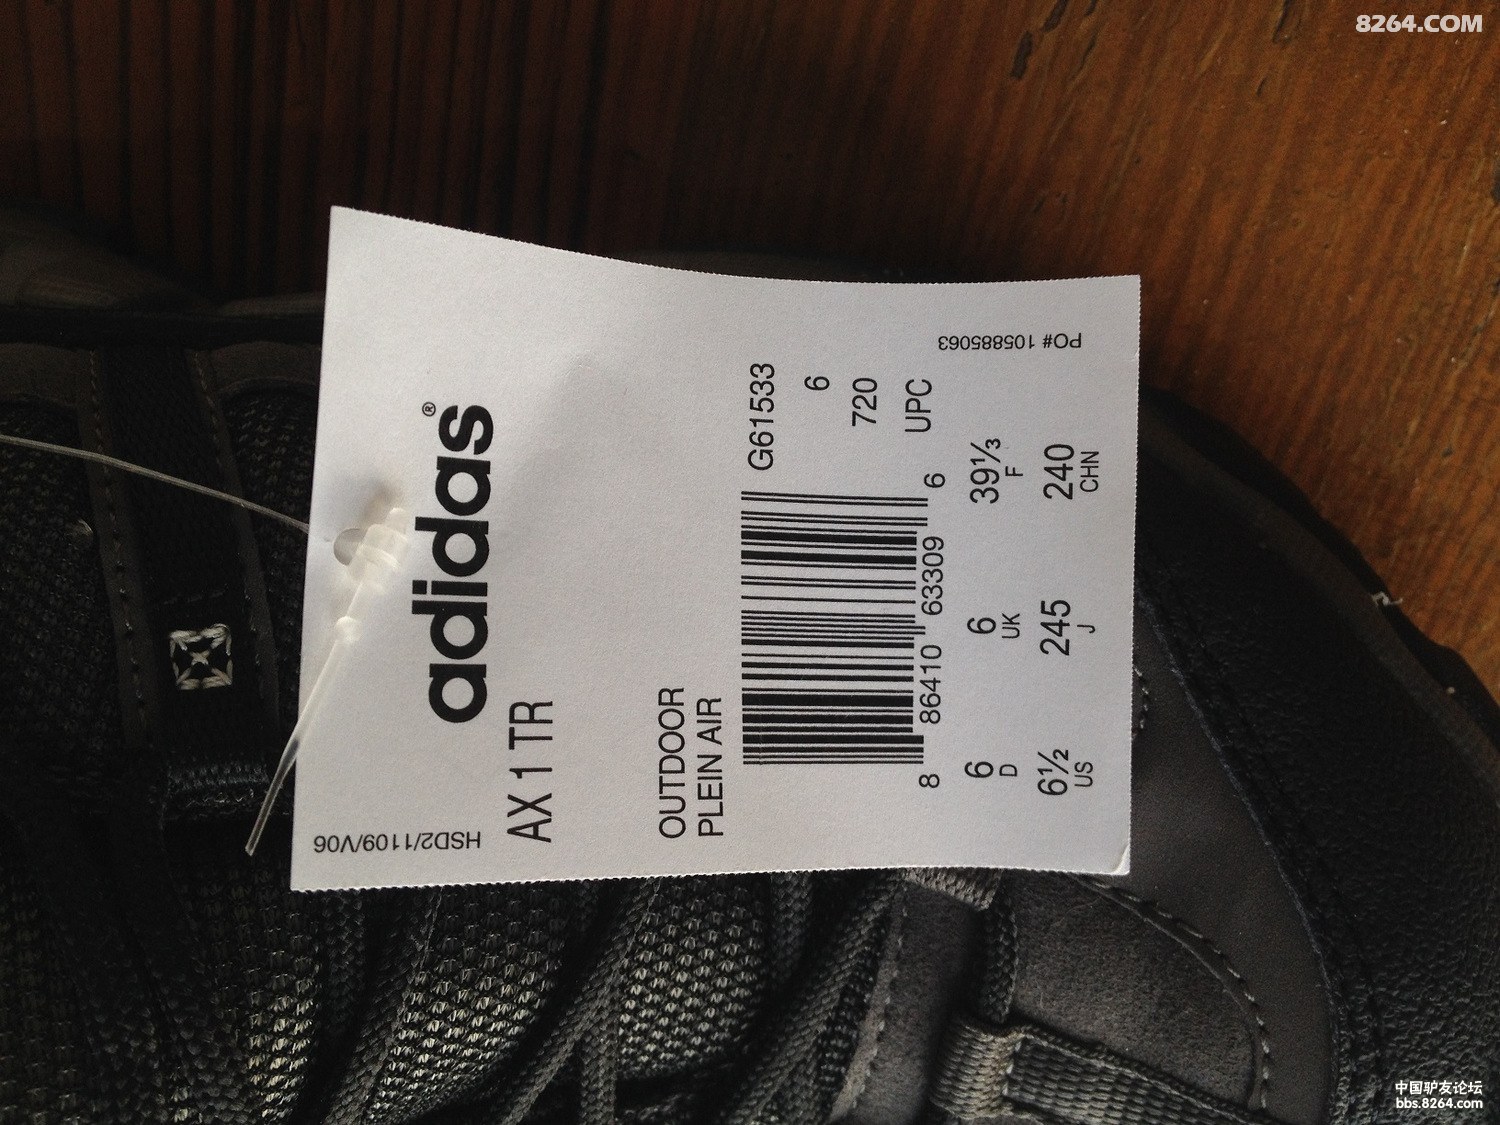 8264.COM
adidas®
AX 1 TR
HSD2/1109/V06
OUTDOOR
PLEIN AIR
G61533
6
720
UPC
8 86410 63309 6
6 6 39⅓
D UK F
6½ 245 240
US J CHN
PO# 105885063
中国驴友论坛
bbs.8264.com